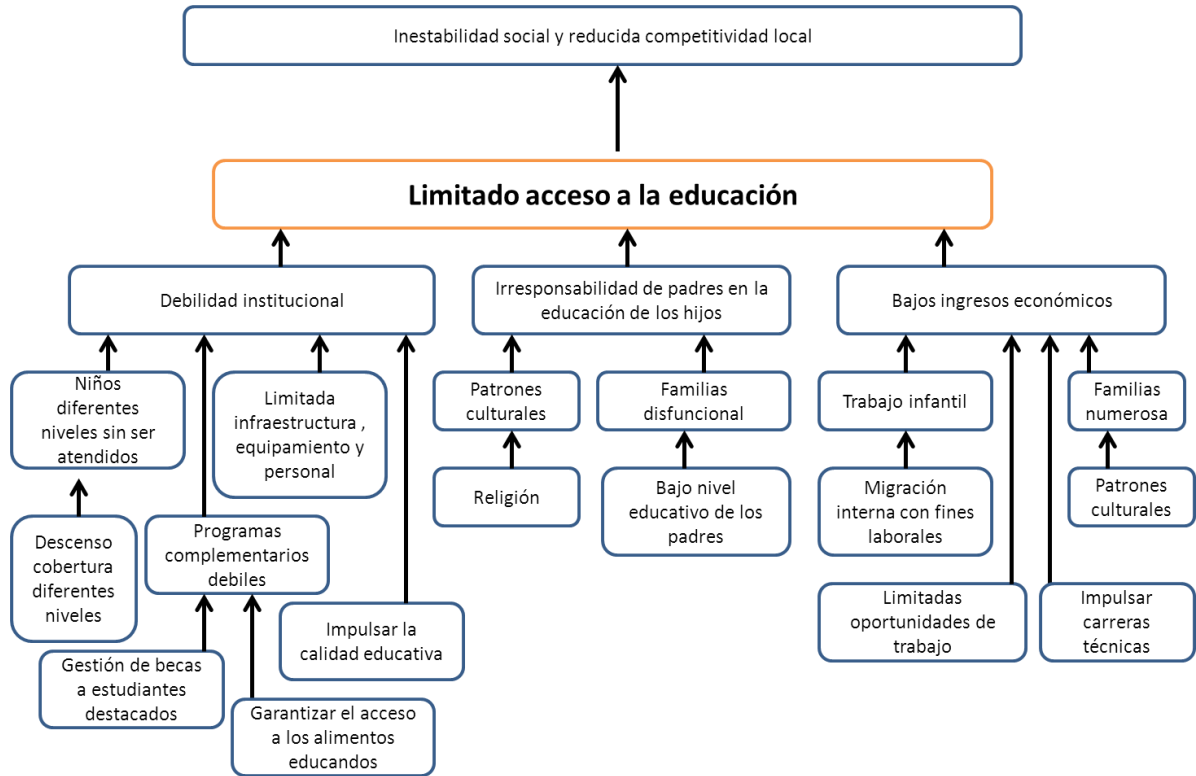 Inestabilidad social y reducida competitividad local
Limitado acceso a la educación
Debilidad institucional
Irresponsabilidad de padres en la
educación de los hijos
Bajos ingresos económicos
Niños
diferentes
niveles sin ser
atendidos
Limitada
infraestructura ,
equipamiento y
personal
Patrones
culturales
Familias
disfuncional
Trabajo infantil
Familias
numerosa
Descenso
cobertura
diferentes
niveles
Programas
complementarios
debiles
Religión
Bajo nivel
educativo de los
padres
Migración
interna con fines
laborales
Patrones
culturales
Impulsar la
calidad educativa
Limitadas
oportunidades de
trabajo
Impulsar
carreras
técnicas
Gestión de becas
a estudiantes
destacados
Garantizar el acceso
a los alimentos
educandos